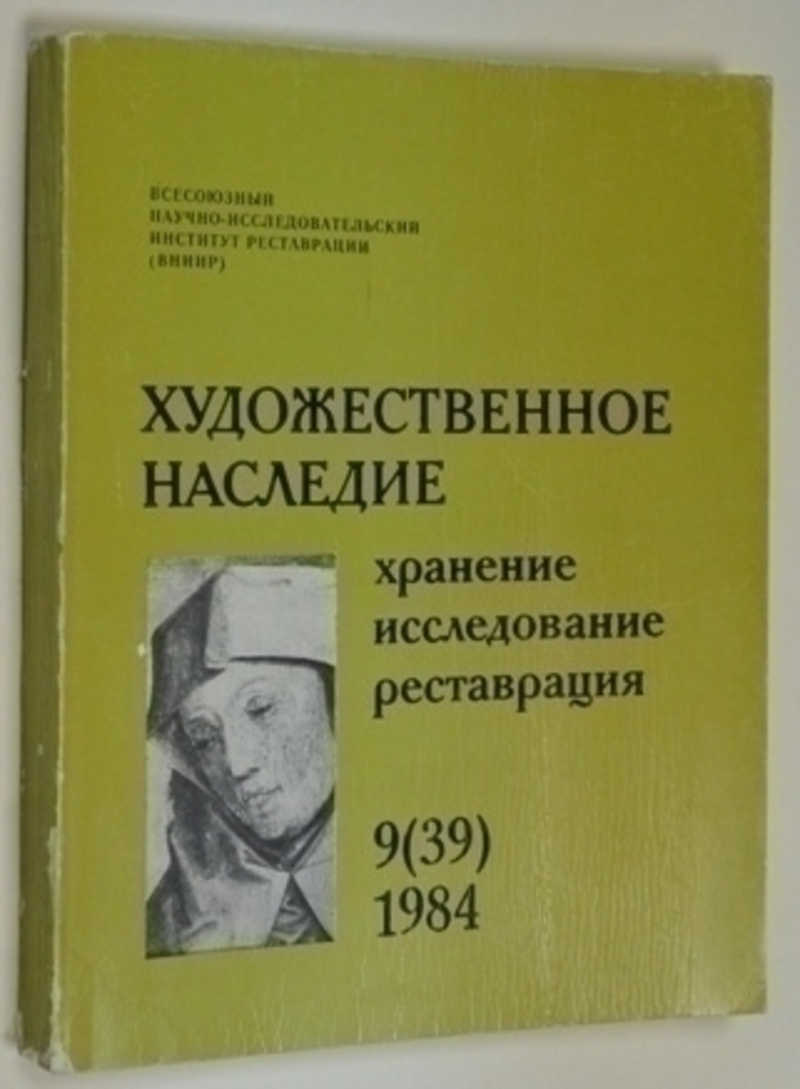 ВСЕСОЮЗНЫЙ
НАУЧНО-ИССЛЕДОВАТЕЛЬСКИЙ
ИНСТИТУТ РЕСТАВРАЦИИ
(ВНИИР)
ХУДОЖЕСТВЕННОЕ
НАСЛЕДИЕ
хранение
исследование
реставрация
9(39)
1984